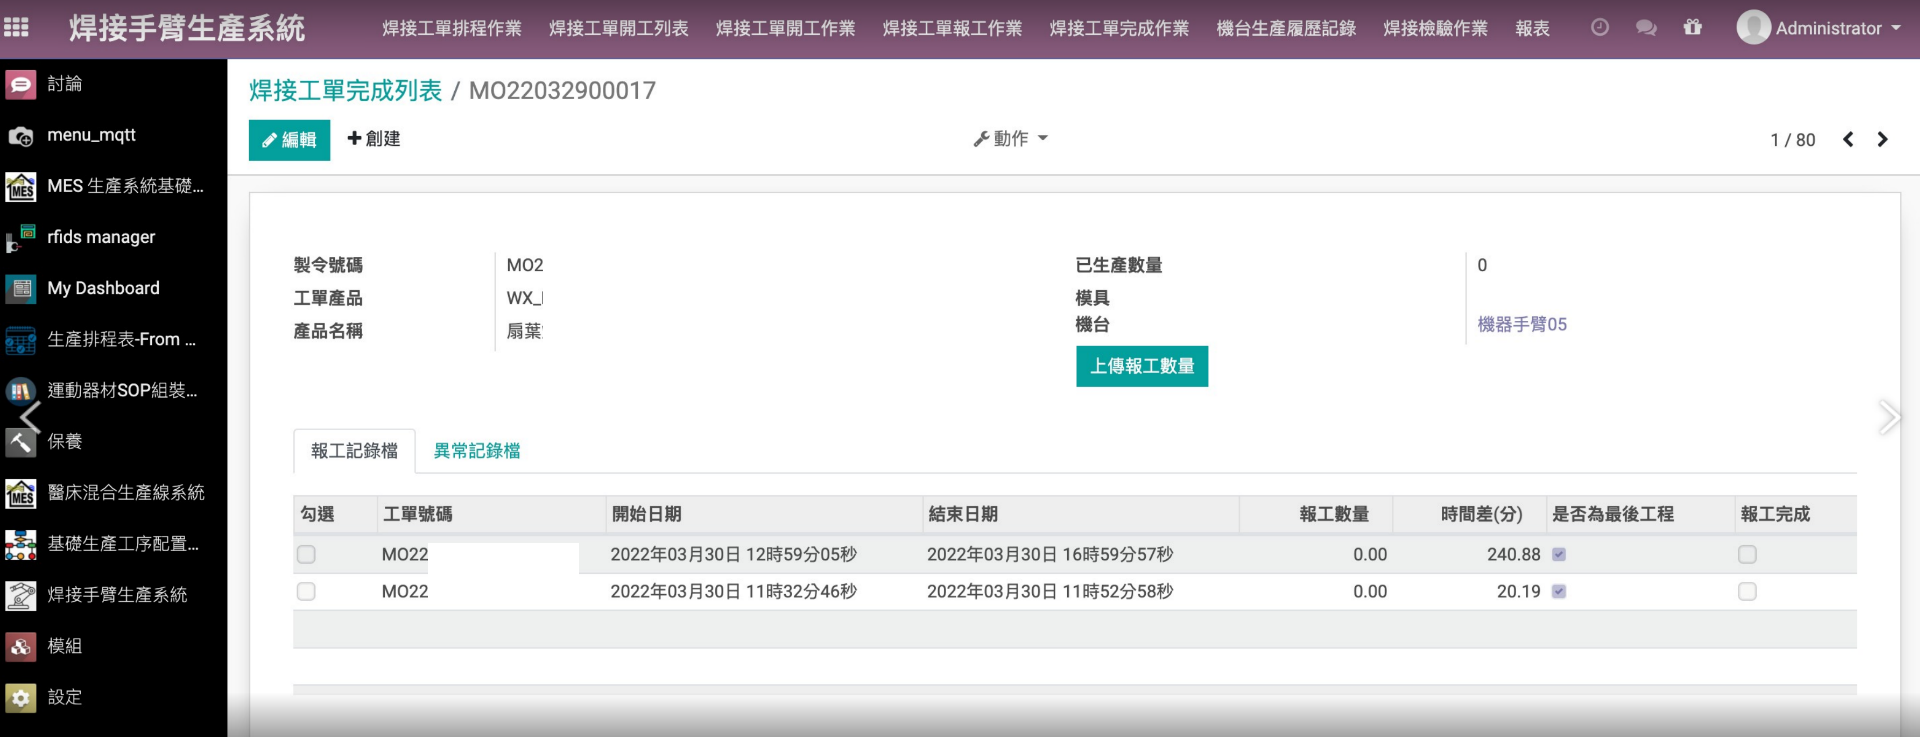 焊接手臂生產系統 焊接工單排程作業 焊接工單開工列表 焊接工單開工作業 焊接工單報工作業 焊接工單完成作業 機台生產履歷記錄 焊接檢驗作業 報表 Administrator
討論
menu_mqtt
MES 生產系統基礎...
rfids manager
My Dashboard
生產排程表-From ...
運動器材SOP組裝...
保養
醫床混合生產線系統
基礎生產工序配置...
焊接手臂生產系統
模組
設定
焊接工單完成列表 / MO22032900017
編輯 創建 動作 1 / 80
製令號碼 MO2 已生產數量 0
工單產品 WX_ 模具
產品名稱 扇葉 機台 機器手臂05
上傳報工數量
報工記錄檔 異常記錄檔
勾選 工單號碼 開始日期 結束日期 報工數量 時間差(分) 是否為最後工程 報工完成
MO22 2022年03月30日 12時59分05秒 2022年03月30日 16時59分57秒 0.00 240.88
MO22 2022年03月30日 11時32分46秒 2022年03月30日 11時52分58秒 0.00 20.19